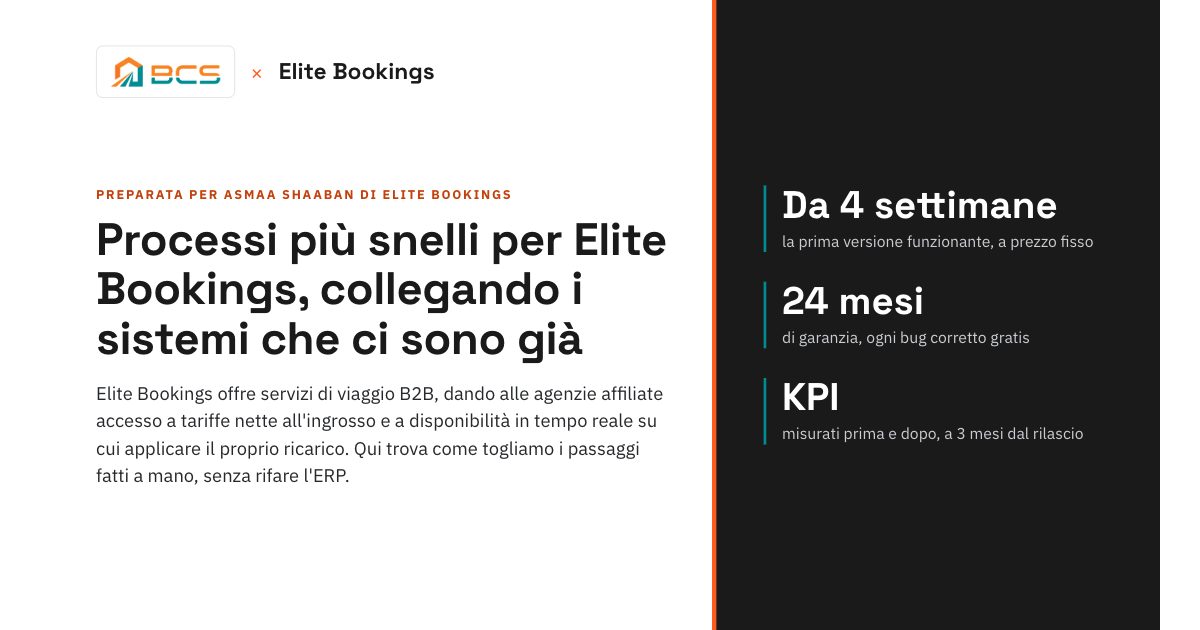 BCS × Elite Bookings
PREPARATA PER ASMAA SHAABAN DI ELITE BOOKINGS
Processi più snelli per Elite
Bookings, collegando i
sistemi che ci sono già
Elite Bookings offre servizi di viaggio B2B, dando alle agenzie affiliate
accesso a tariffe nette all'ingrosso e a disponibilità in tempo reale su
cui applicare il proprio ricarico. Qui trova come togliamo i passaggi
fatti a mano, senza rifare l'ERP.
Da 4 settimane
la prima versione funzionante, a prezzo fisso
24 mesi
di garanzia, ogni bug corretto gratis
KPI
misurati prima e dopo, a 3 mesi dal rilascio